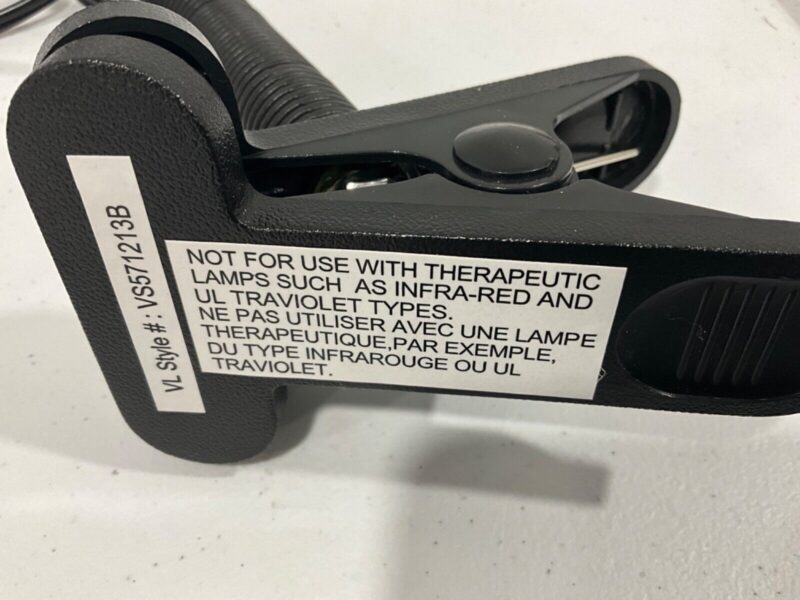 VL Style #: VS571213B
NOT FOR USE WITH THERAPEUTIC
LAMPS SUCH AS INFRA-RED AND
UL TRAVIOLET TYPES.
NE PAS UTILISER AVEC UNE LAMPE
THERAPEUTIQUE,PAR EXEMPLE,
DU TYPE INFRAROUGE OU UL
TRAVIOLET.